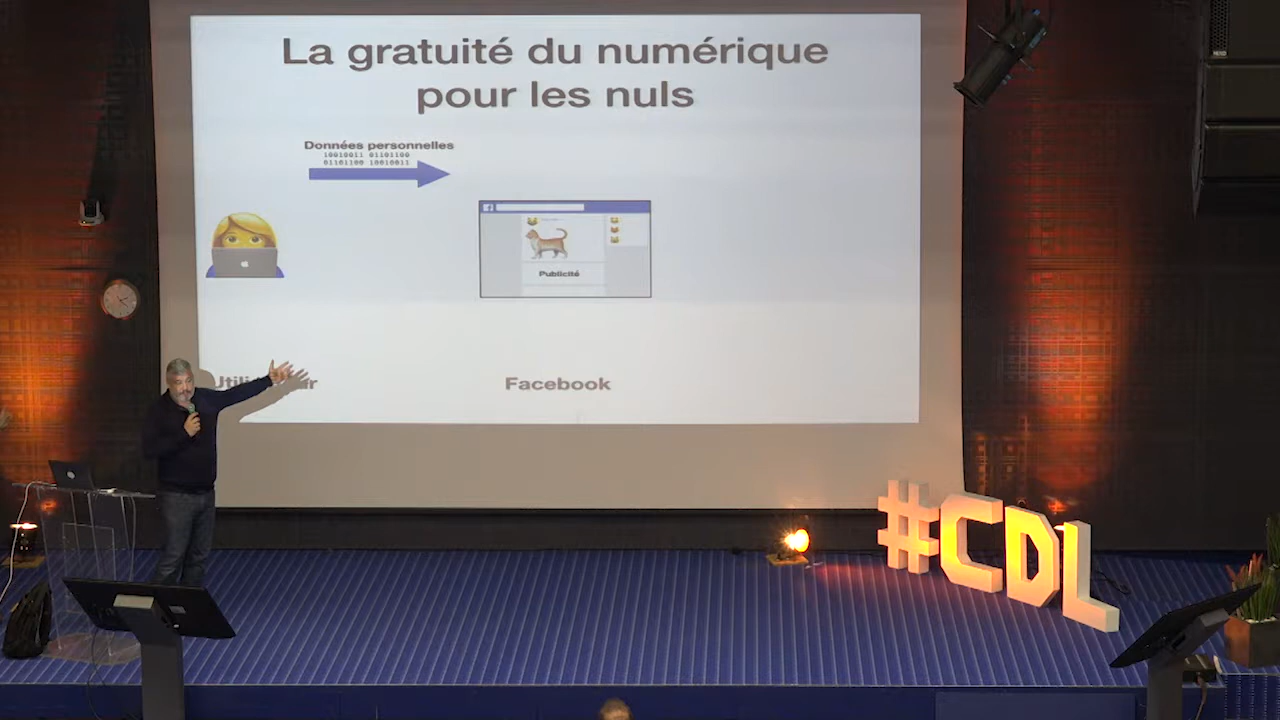 La gratuité du numérique
pour les nuls
Données personnelles
10010011 01101100
01101100 10010011
Publicité
Facebook
#CDL